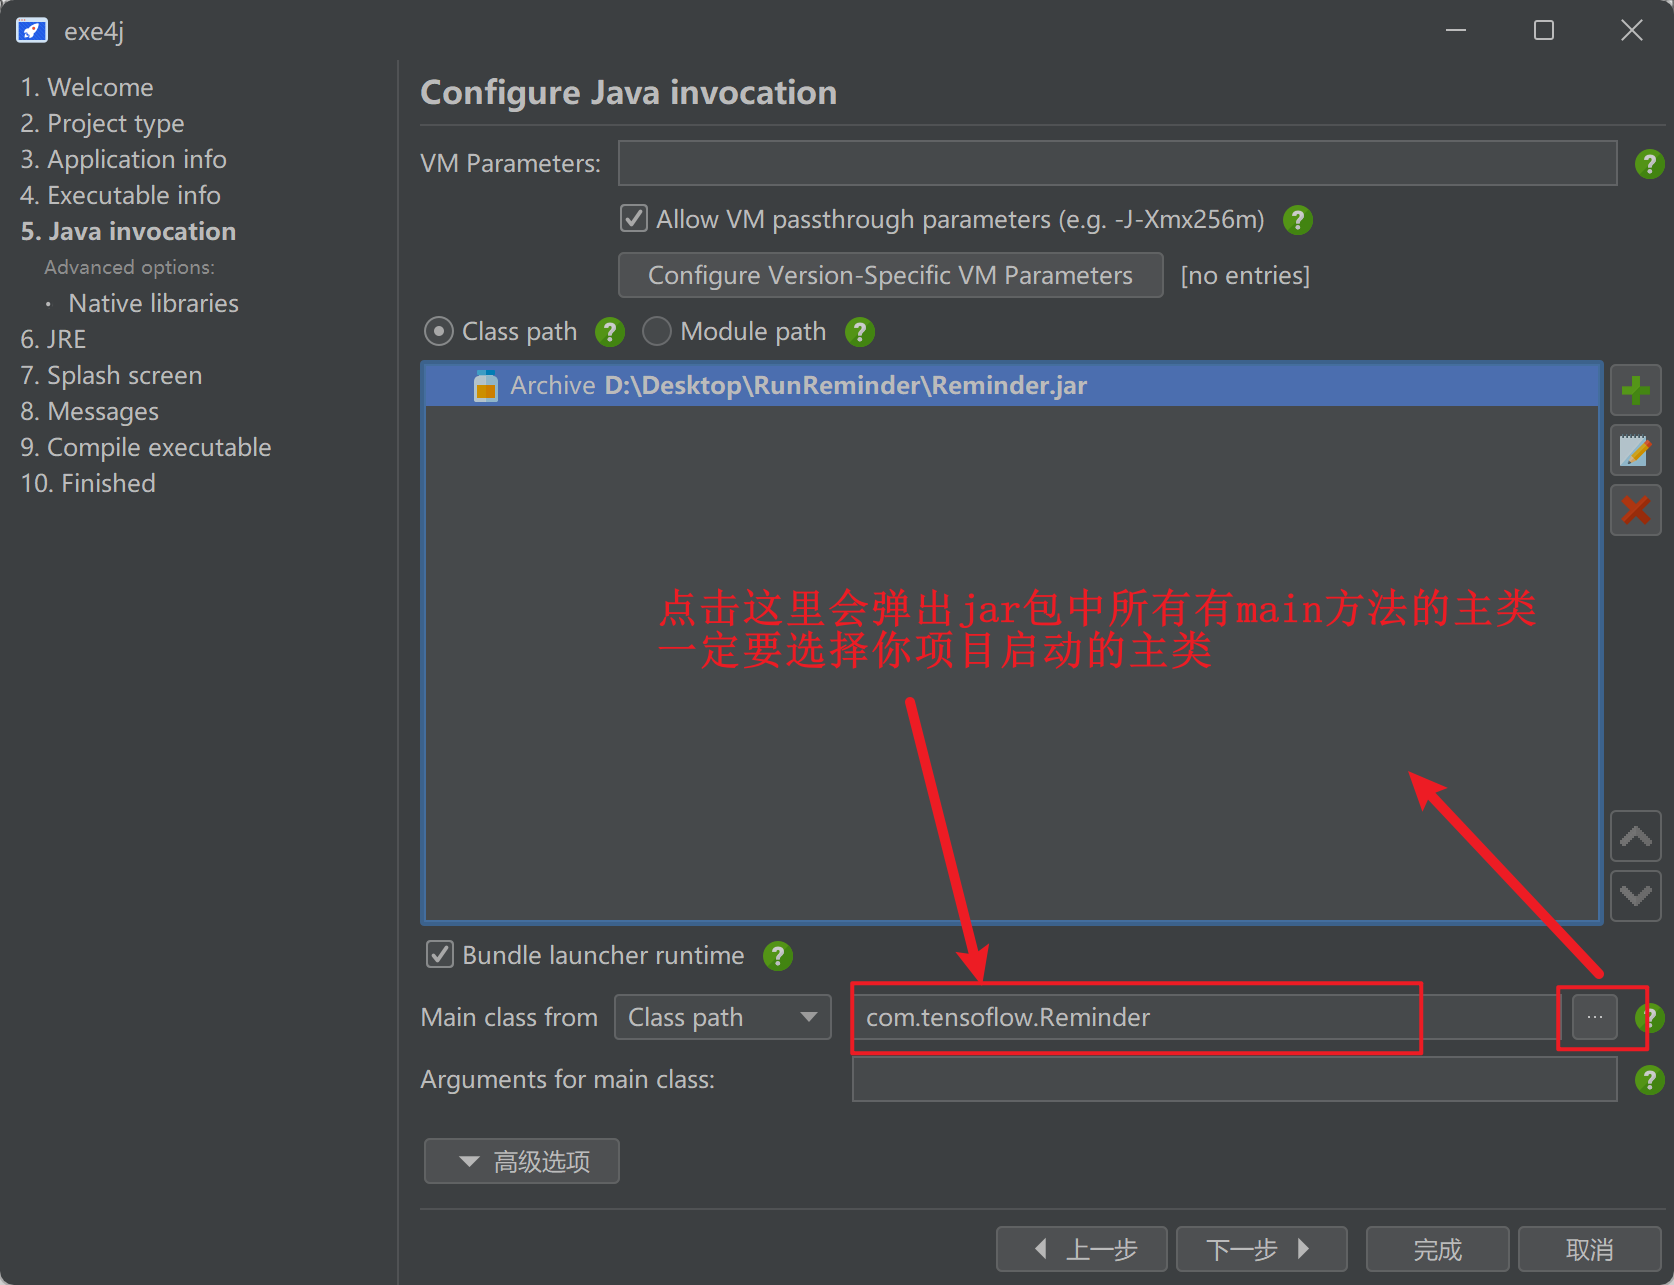 exe4j
1. Welcome
2. Project type
3. Application info
4. Executable info
5. Java invocation
Advanced options:
· Native libraries
6. JRE
7. Splash screen
8. Messages
9. Compile executable
10. Finished
Configure Java invocation
VM Parameters:
Allow VM passthrough parameters (e.g. -J-Xmx256m)
Configure Version-Specific VM Parameters [no entries]
Class path Module path
Archive D:\Desktop\RunReminder\Reminder.jar
点击这里会弹出jar包中所有有main方法的主类
一定要选择你项目启动的主类
Bundle launcher runtime
Main class from Class path com.tensoflow.Reminder ...
Arguments for main class:
高级选项
上一步 下一步 完成 取消